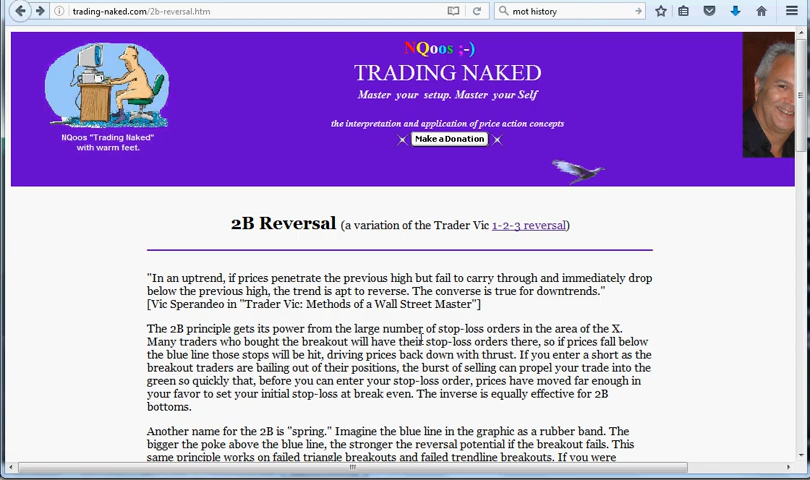 trading-naked.com/2b-reversal.htm
mot history
NQoos ;-)
TRADING NAKED
Master your setup. Master your Self
the interpretation and application of price action concepts
Make a Donation
NQoos "Trading Naked"
with warm feet.
2B Reversal (a variation of the Trader Vic 1-2-3 reversal)
"In an uptrend, if prices penetrate the previous high but fail to carry through and immediately drop
below the previous high, the trend is apt to reverse. The converse is true for downtrends."
[Vic Sperandeo in "Trader Vic: Methods of a Wall Street Master"]
The 2B principle gets its power from the large number of stop-loss orders in the area of the X.
Many traders who bought the breakout will have their stop-loss orders there, so if prices fall below
the blue line those stops will be hit, driving prices back down with thrust. If you enter a short as the
breakout traders are bailing out of their positions, the burst of selling can propel your trade into the
green so quickly that, before you can enter your stop-loss order, prices have moved far enough in
your favor to set your initial stop-loss at break even. The inverse is equally effective for 2B
bottoms.
Another name for the 2B is "spring." Imagine the blue line in the graphic as a rubber band. The
bigger the poke above the blue line, the stronger the reversal potential if the breakout fails. This
same principle works on failed triangle breakouts and failed trendline breakouts. If you were